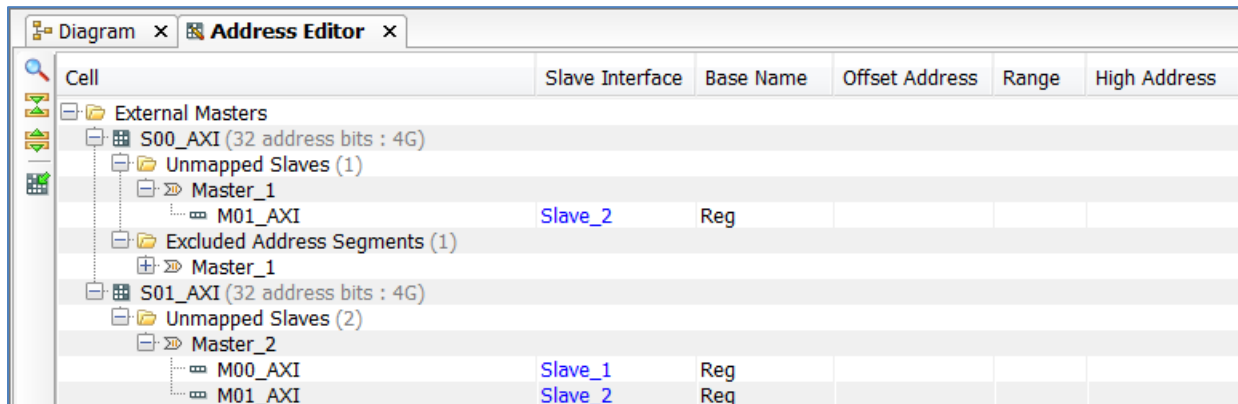 Diagram × Address Editor ×
Cell Slave Interface Base Name Offset Address Range High Address
External Masters
S00_AXI (32 address bits : 4G)
Unmapped Slaves (1)
Master_1
M01_AXI Slave_2 Reg
Excluded Address Segments (1)
Master_1
S01_AXI (32 address bits : 4G)
Unmapped Slaves (2)
Master_2
M00_AXI Slave_1 Reg
M01_AXI Slave_2 Reg